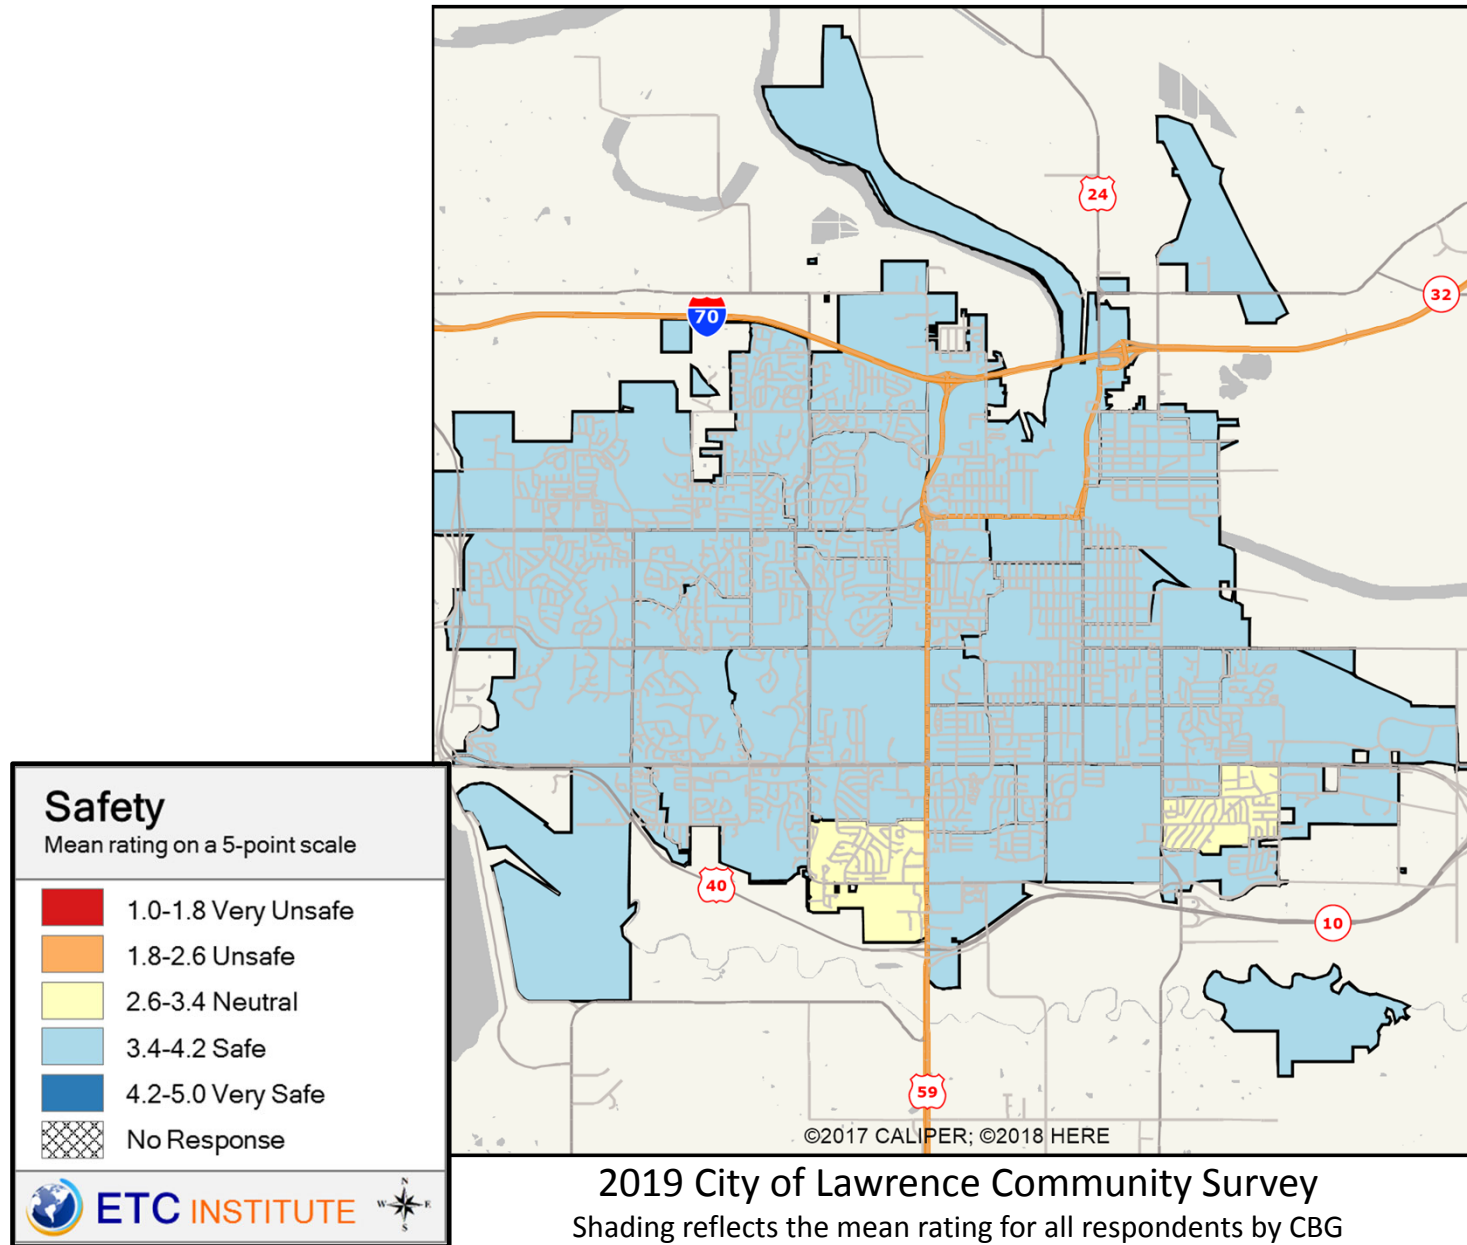 24
32
70
40
10
59
©2017 CALIPER; ©2018 HERE
Safety
Mean rating on a 5-point scale
1.0-1.8 Very Unsafe
1.8-2.6 Unsafe
2.6-3.4 Neutral
3.4-4.2 Safe
4.2-5.0 Very Safe
No Response
ETC INSTITUTE
N
W E
S
2019 City of Lawrence Community Survey
Shading reflects the mean rating for all respondents by CBG